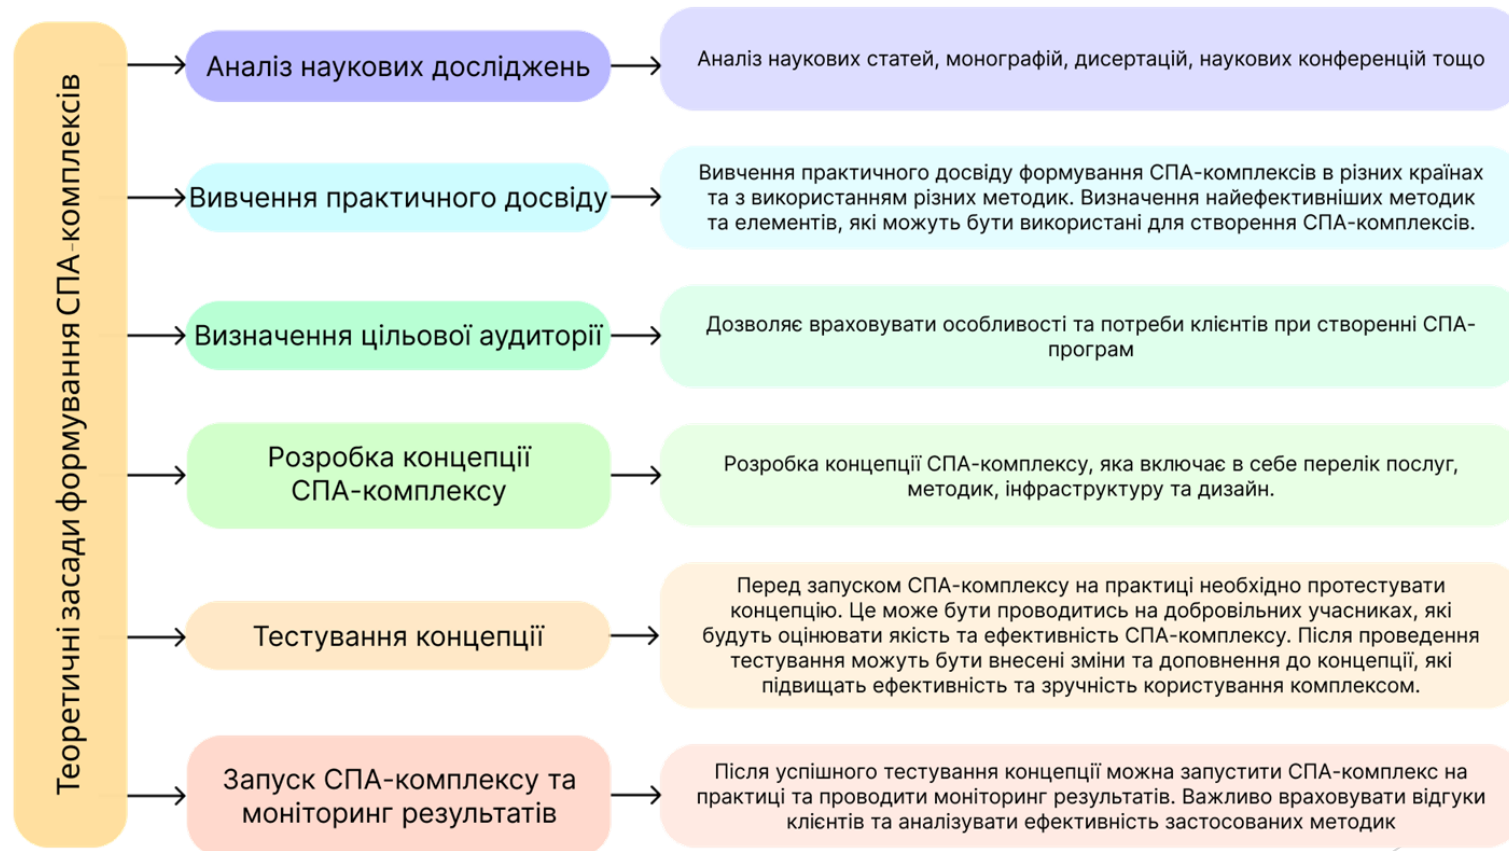 Теоретичні засади формування СПА-комплексів
Аналіз наукових досліджень
Аналіз наукових статей, монографій, дисертацій, наукових конференцій тощо
Вивчення практичного досвіду
Вивчення практичного досвіду формування СПА-комплексів в різних країнах
та з використанням різних методик. Визначення найефективніших методик
та елементів, які можуть бути використані для створення СПА-комплексів.
Визначення цільової аудиторії
Дозволяє враховувати особливості та потреби клієнтів при створенні СПА-
програм
Розробка концепції
СПА-комплексу
Розробка концепції СПА-комплексу, яка включає в себе перелік послуг,
методик, інфраструктуру та дизайн.
Тестування концепції
Перед запуском СПА-комплексу на практиці необхідно протестувати
концепцію. Це може бути проводитись на добровільних учасниках, які
будуть оцінювати якість та ефективність СПА-комплексу. Після проведення
тестування можуть бути внесені зміни та доповнення до концепції, які
підвищать ефективність та зручність користування комплексом.
Запуск СПА-комплексу та
моніторинг результатів
Після успішного тестування концепції можна запустити СПА-комплекс на
практиці та проводити моніторинг результатів. Важливо враховувати відгуки
клієнтів та аналізувати ефективність застосованих методик